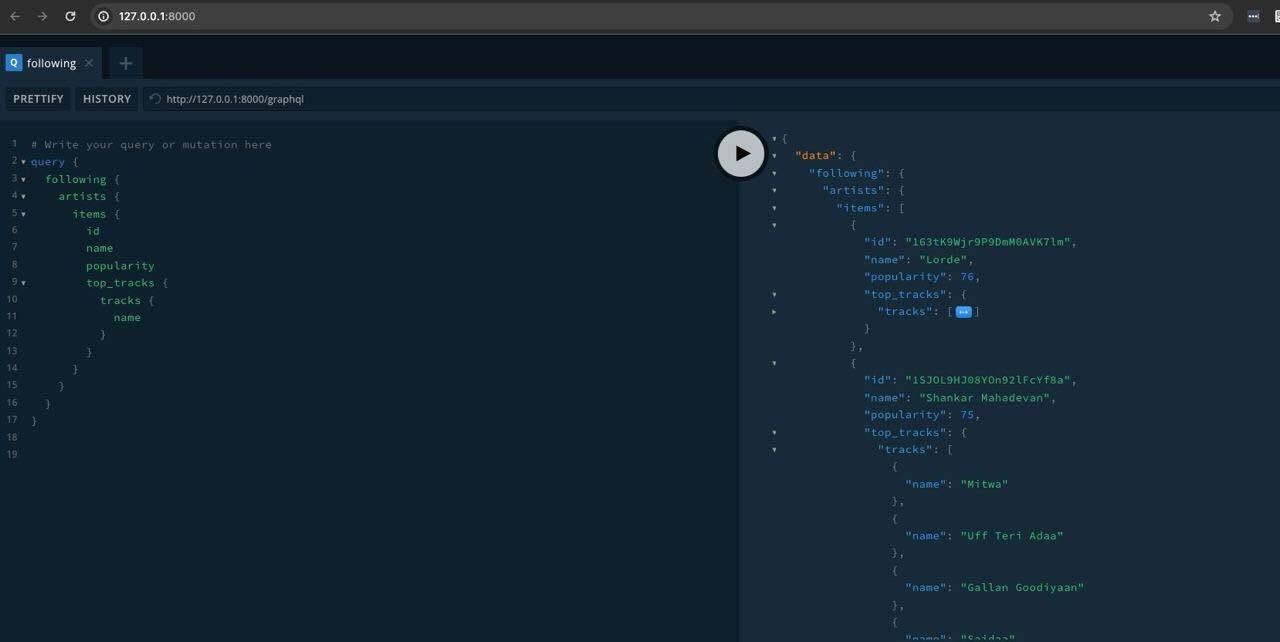 127.0.0.1:8000
Q following
PRETTIFY HISTORY http://127.0.0.1:8000/graphql
1 # Write your query or mutation here
2 query {
3 following {
4 artists {
5 items {
6 id
7 name
8 popularity
9 top_tracks {
10 tracks {
11 name
12 }
13 }
14 }
15 }
16 }
17 }
18
19
{
"data": {
"following": {
"artists": {
"items": [
{
"id": "163tK9Wjr9P9DmM0AVK7lm",
"name": "Lorde",
"popularity": 76,
"top_tracks": {
"tracks": [ ]
}
},
{
"id": "1SJOL9HJ08YOn92lFcYf8a",
"name": "Shankar Mahadevan",
"popularity": 75,
"top_tracks": {
"tracks": [
{
"name": "Mitwa"
},
{
"name": "Uff Teri Adaa"
},
{
"name": "Gallan Goodiyaan"
},
{
"name": "Saidaa"